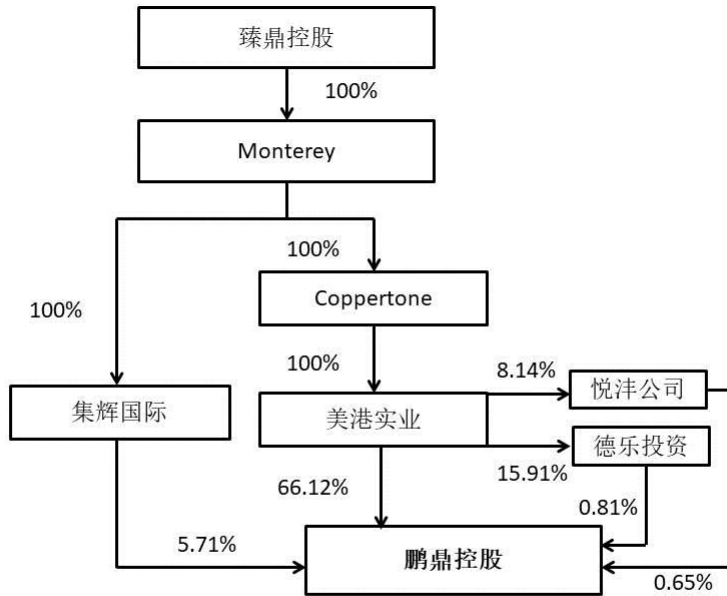 臻鼎控股
100%
Monterey
100%
100%
Coppertone
100%
8.14%
悦沣公司
集辉国际
美港实业
德乐投资
66.12%
15.91%
0.81%
5.71%
鹏鼎控股
0.65%